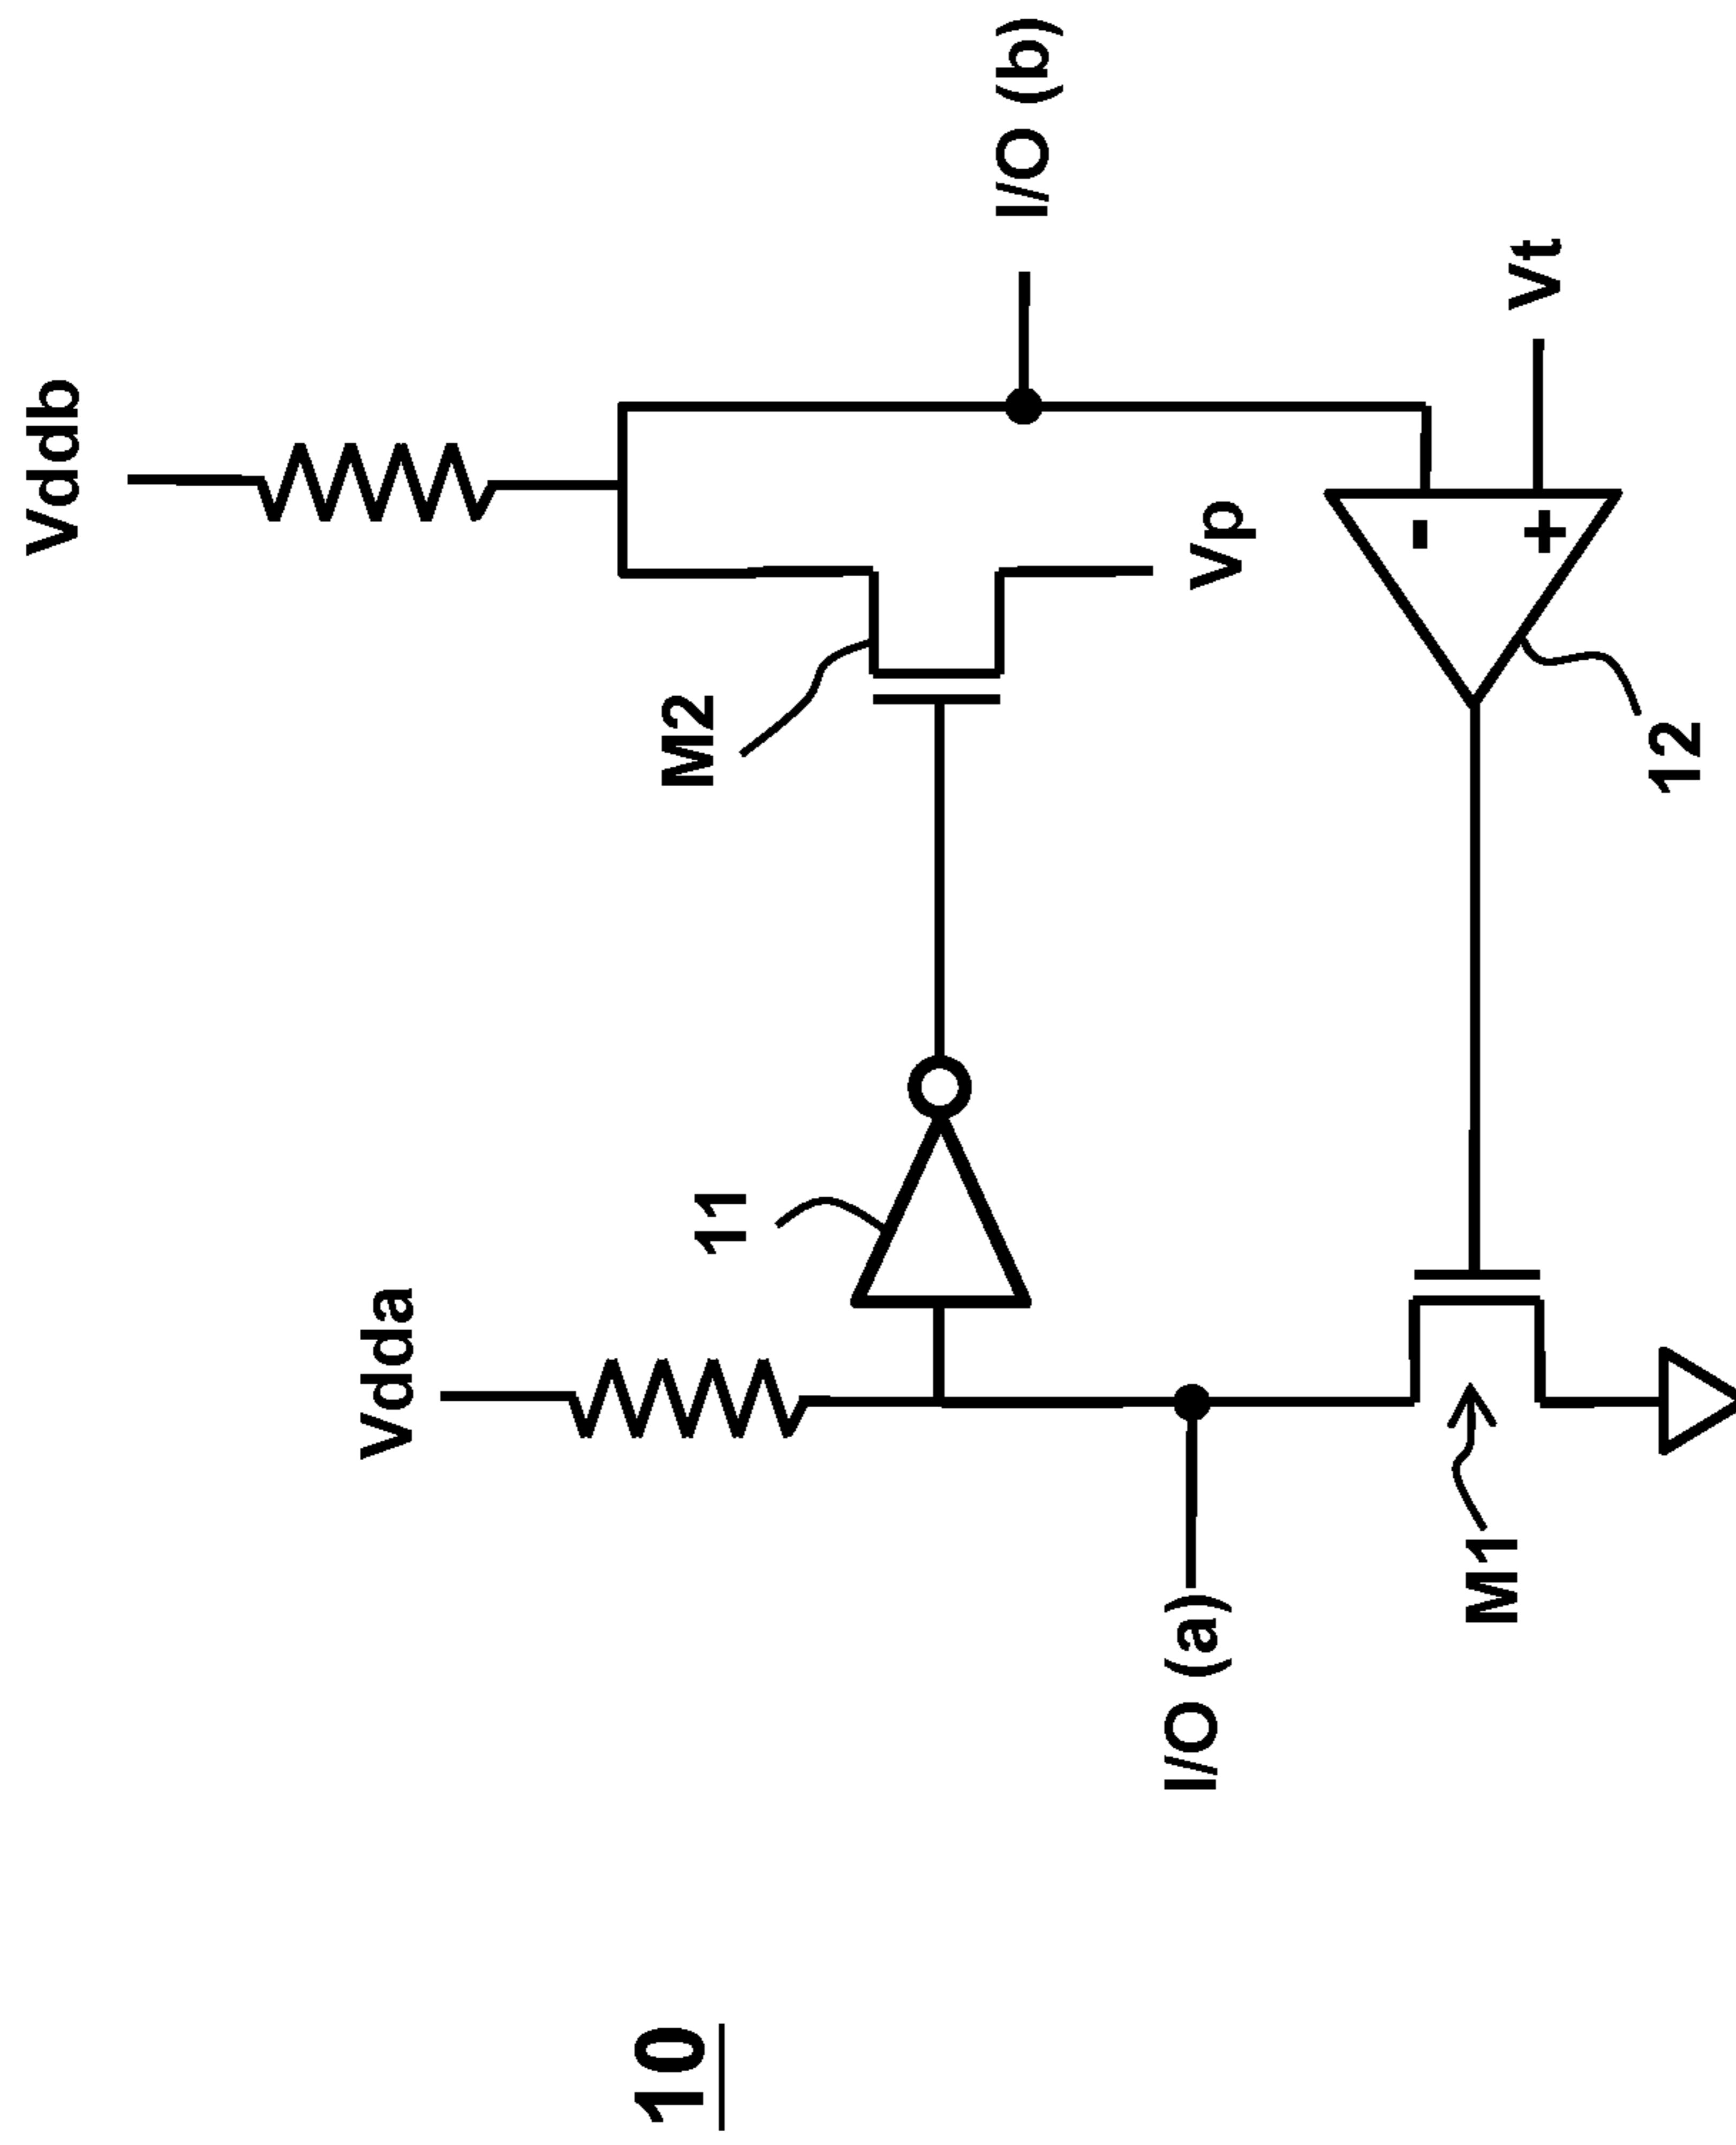 10
Vddb
Vdda
11
M2
I/O (b)
I/O (a)
Vp
M1
-
+
Vt
12